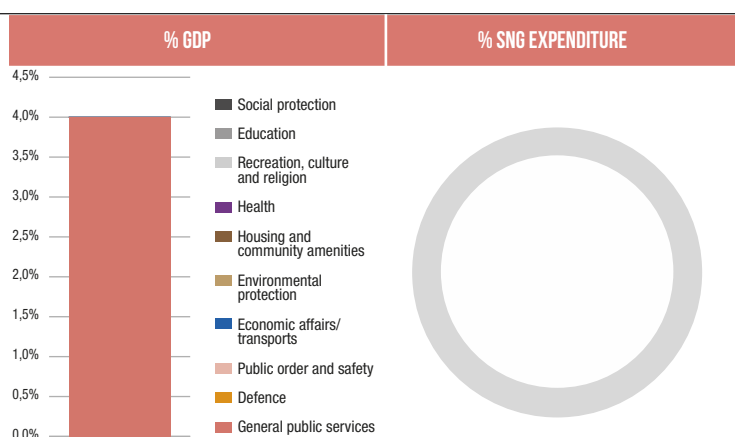 % GDP
% SNG EXPENDITURE
4,5%
4,0%
3,5%
3,0%
2,5%
2,0%
1,5%
1,0%
0,5%
0,0%
Social protection
Education
Recreation, culture
and religion
Health
Housing and
community amenities
Environmental
protection
Economic affairs/
transports
Public order and safety
Defence
General public services